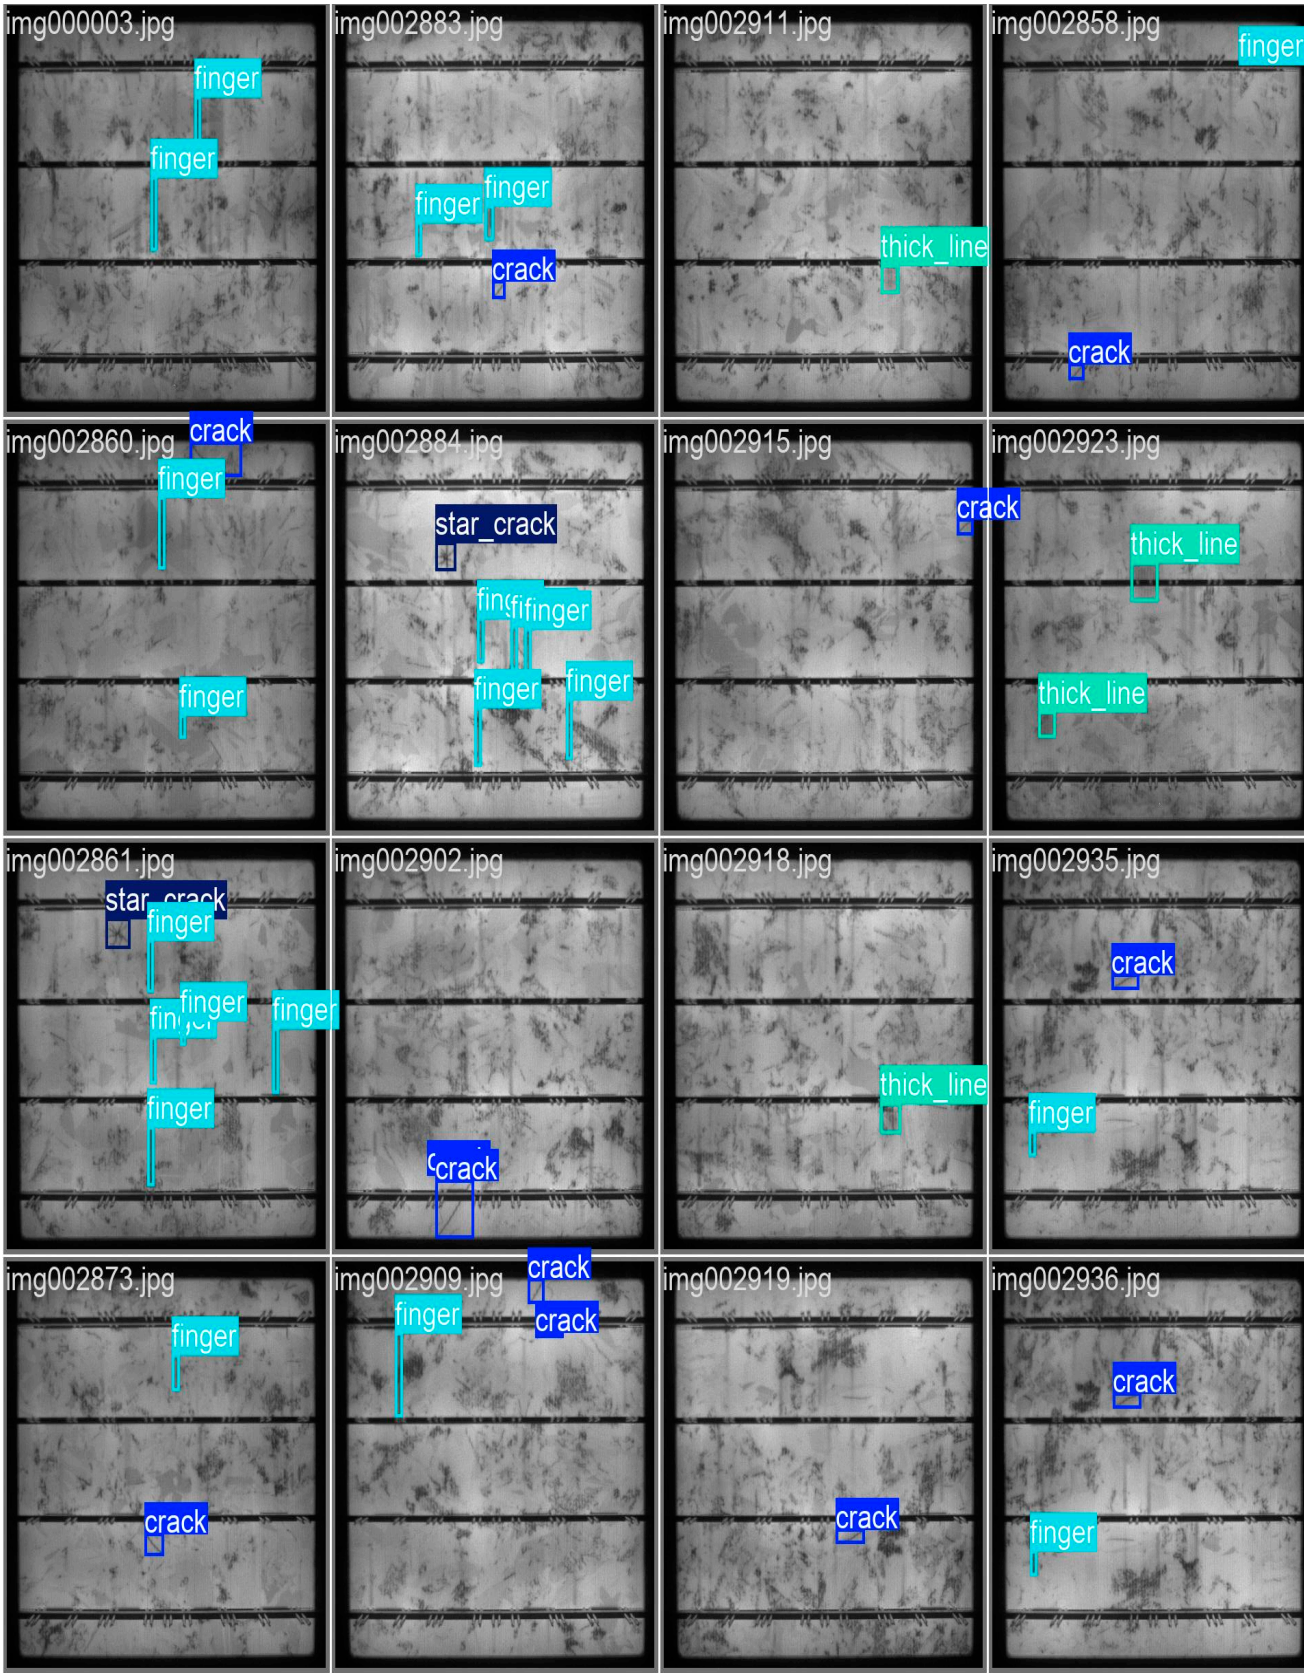 img000003.jpg
finger
finger
img002883.jpg
finger
finger
crack
img002911.jpg
thick_line
img002858.jpg
finger
crack
img002860.jpg
crack
finger
finger
img002884.jpg
star_crack
finger
finger
finger
img002915.jpg
crack
img002923.jpg
thick_line
thick_line
img002861.jpg
star_crack
finger
finger
finger
finger
finger
img002902.jpg
crack
img002918.jpg
thick_line
img002935.jpg
crack
finger
img002873.jpg
finger
crack
img002909.jpg
finger
crack
crack
img002919.jpg
crack
img002936.jpg
crack
finger